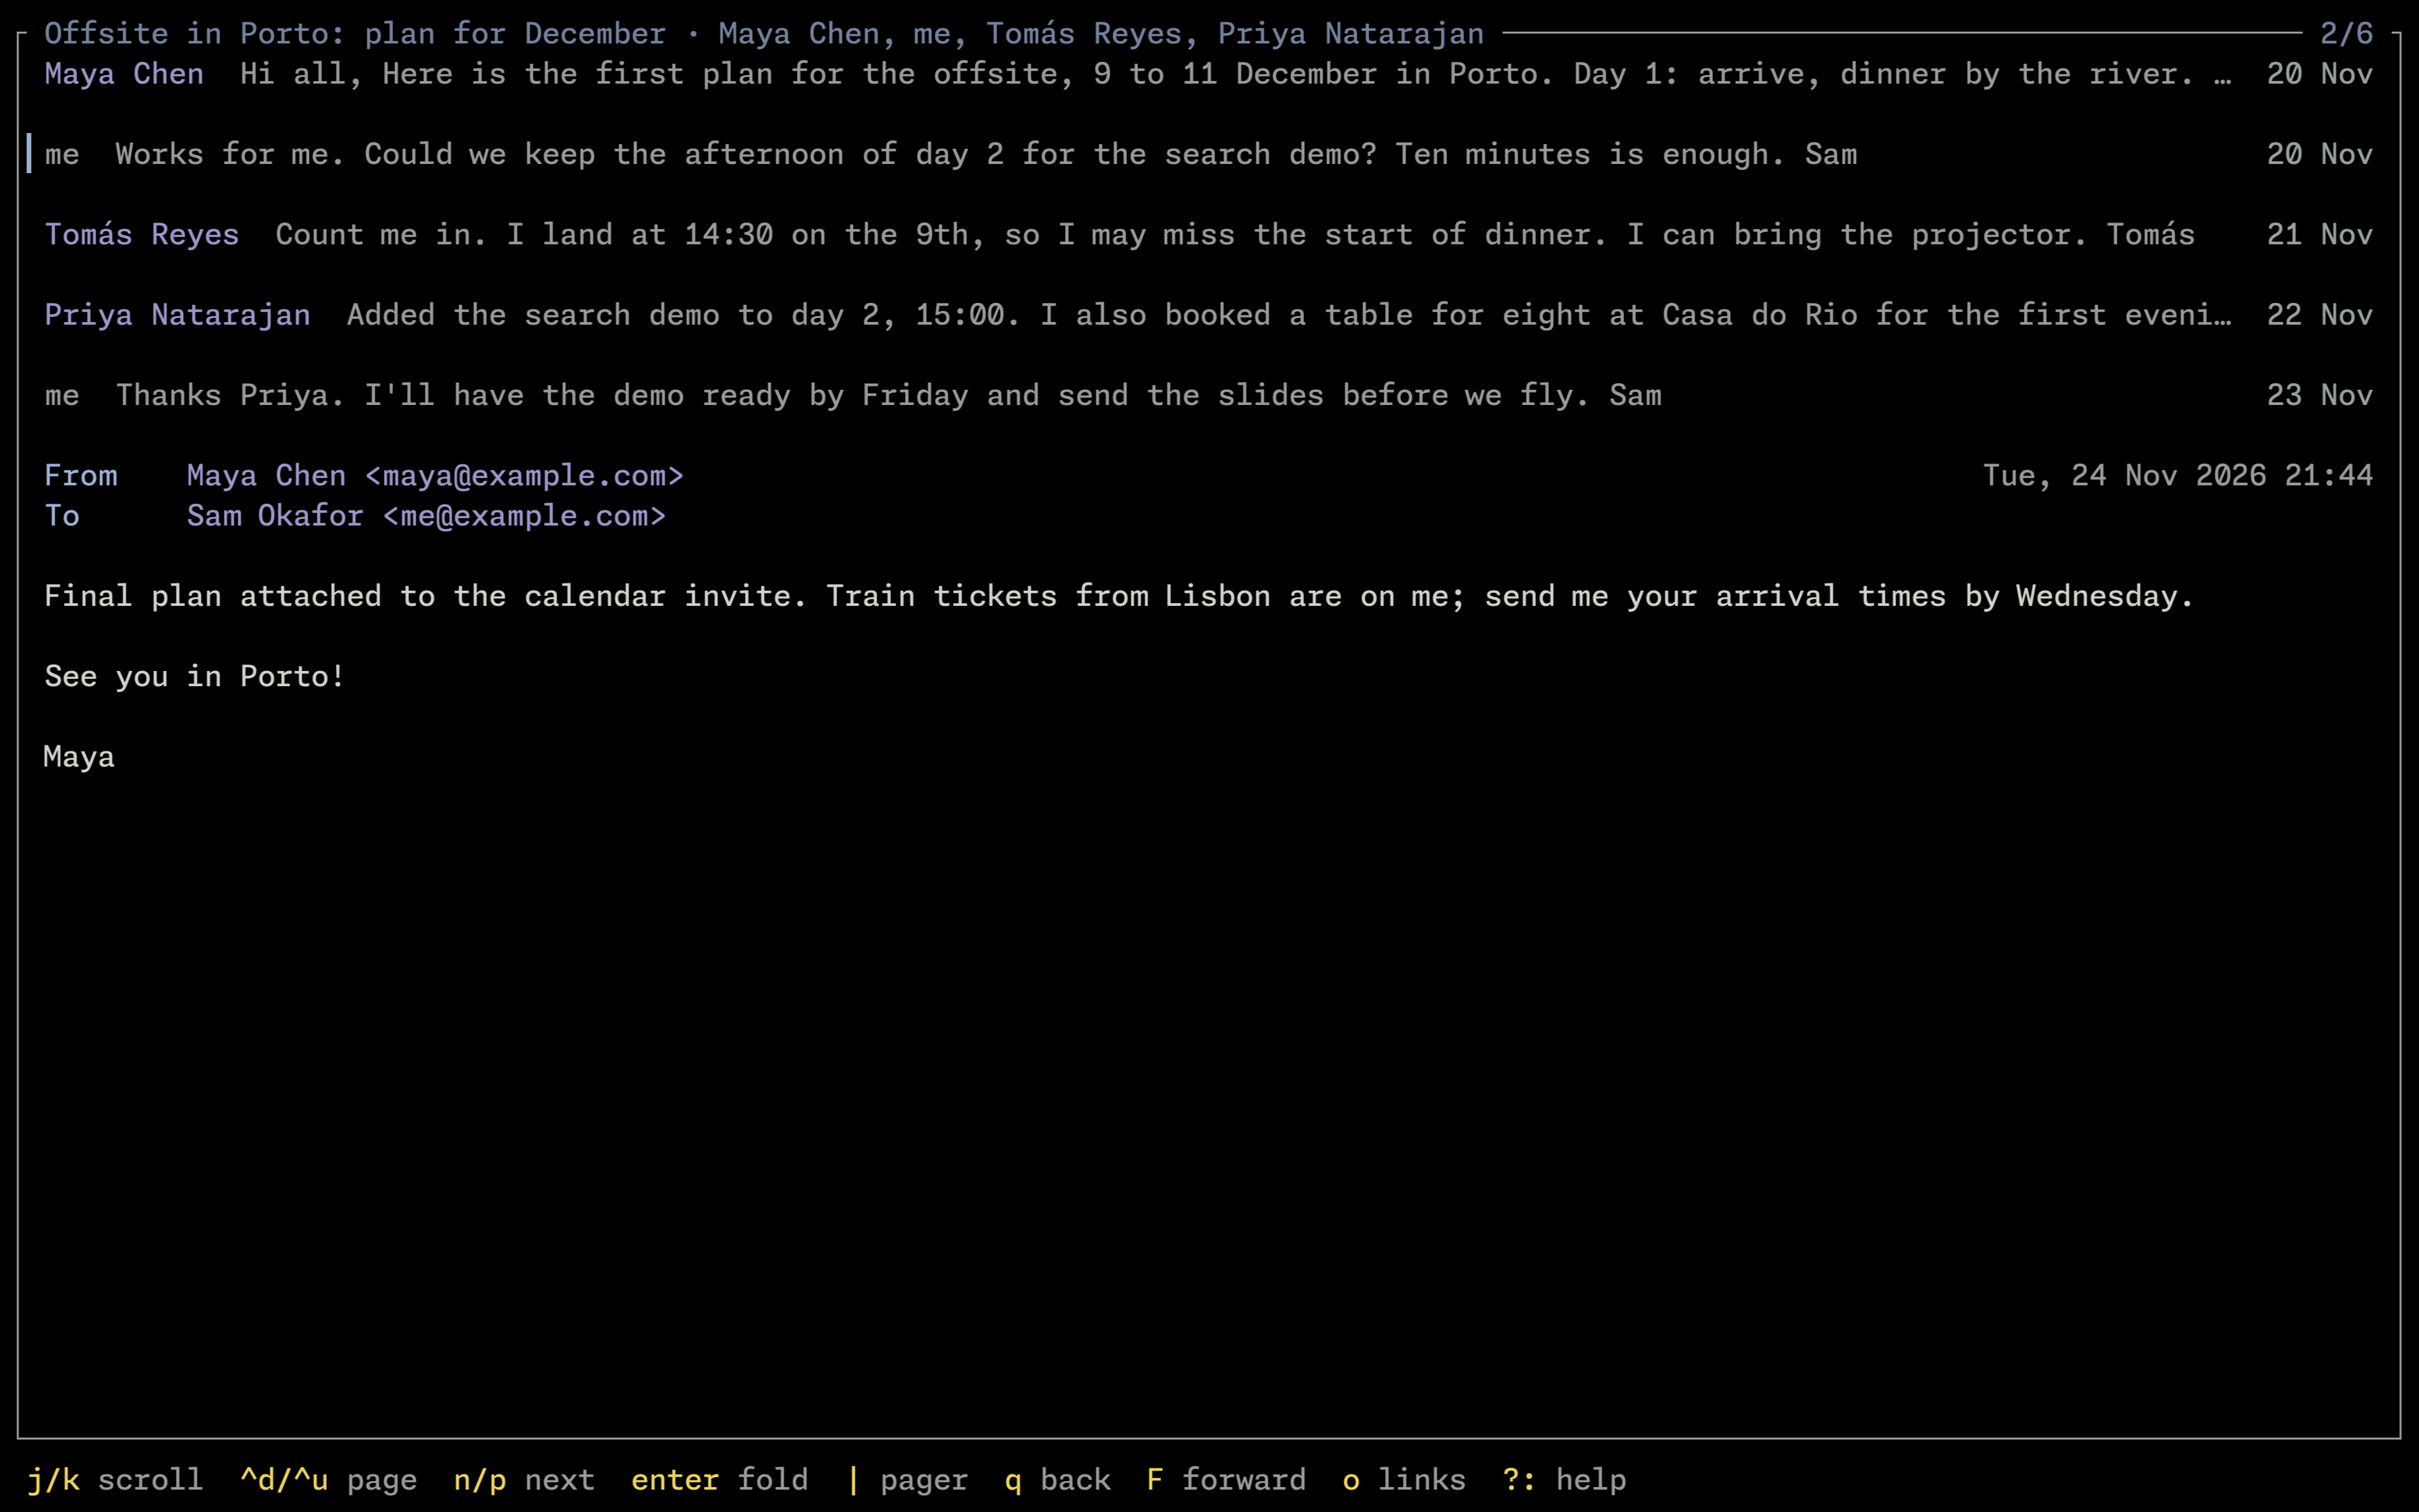 Offsite in Porto: plan for December · Maya Chen, me, Tomás Reyes, Priya Natarajan 2/6
Maya Chen  Hi all, Here is the first plan for the offsite, 9 to 11 December in Porto. Day 1: arrive, dinner by the river. …  20 Nov
me  Works for me. Could we keep the afternoon of day 2 for the search demo? Ten minutes is enough. Sam  20 Nov
Tomás Reyes  Count me in. I land at 14:30 on the 9th, so I may miss the start of dinner. I can bring the projector. Tomás  21 Nov
Priya Natarajan  Added the search demo to day 2, 15:00. I also booked a table for eight at Casa do Rio for the first eveni…  22 Nov
me  Thanks Priya. I'll have the demo ready by Friday and send the slides before we fly. Sam  23 Nov
From  Maya Chen <maya@example.com>  Tue, 24 Nov 2026 21:44
To  Sam Okafor <me@example.com>
Final plan attached to the calendar invite. Train tickets from Lisbon are on me; send me your arrival times by Wednesday.
See you in Porto!
Maya
j/k scroll  ^d/^u page  n/p next  enter fold  | pager  q back  F forward  o links  ?: help